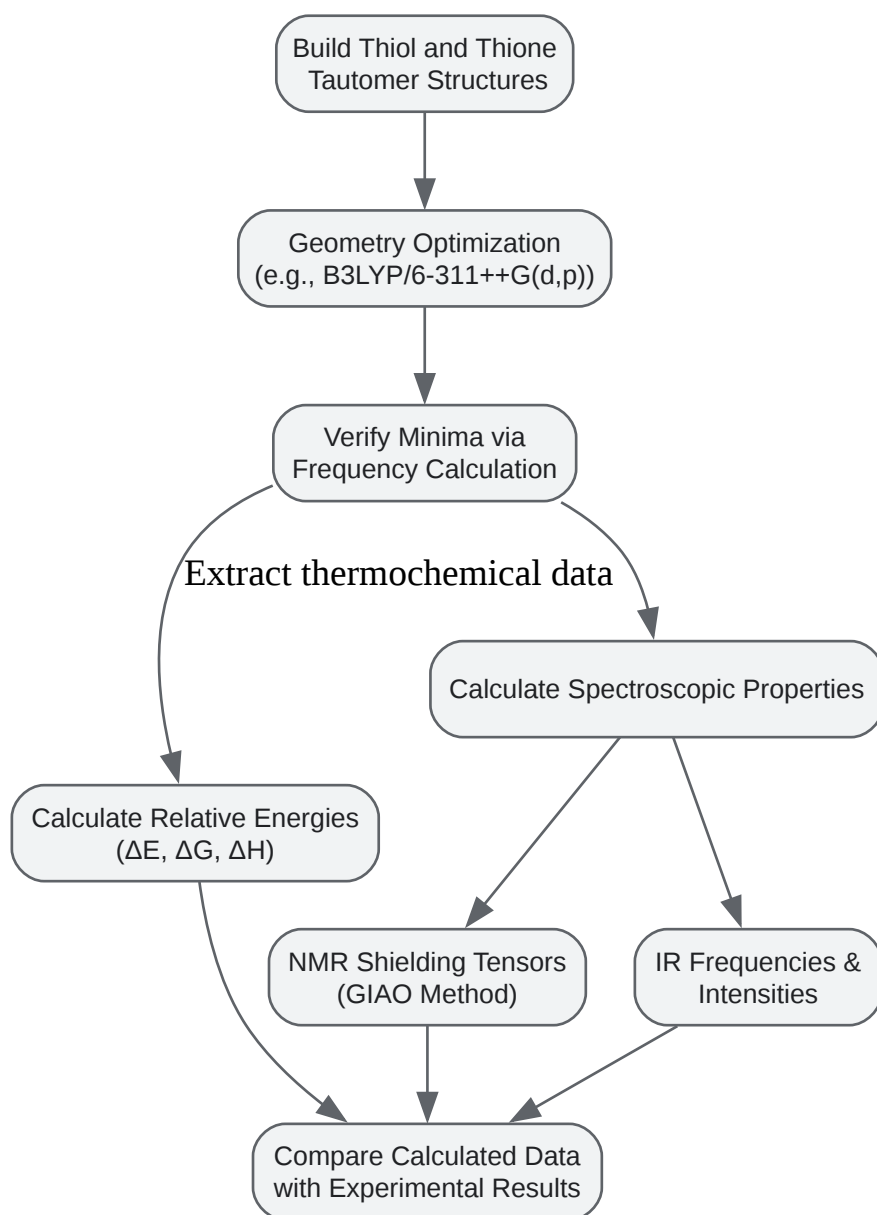 Build Thiol and Thione
Tautomer Structures
Geometry Optimization
(e.g., B3LYP/6-311++G(d,p))
Verify Minima via
Frequency Calculation
Extract thermochemical data
Calculate Spectroscopic Properties
Calculate Relative Energies
(ΔE, ΔG, ΔH)
NMR Shielding Tensors
(GIAO Method)
IR Frequencies &
Intensities
Compare Calculated Data
with Experimental Results